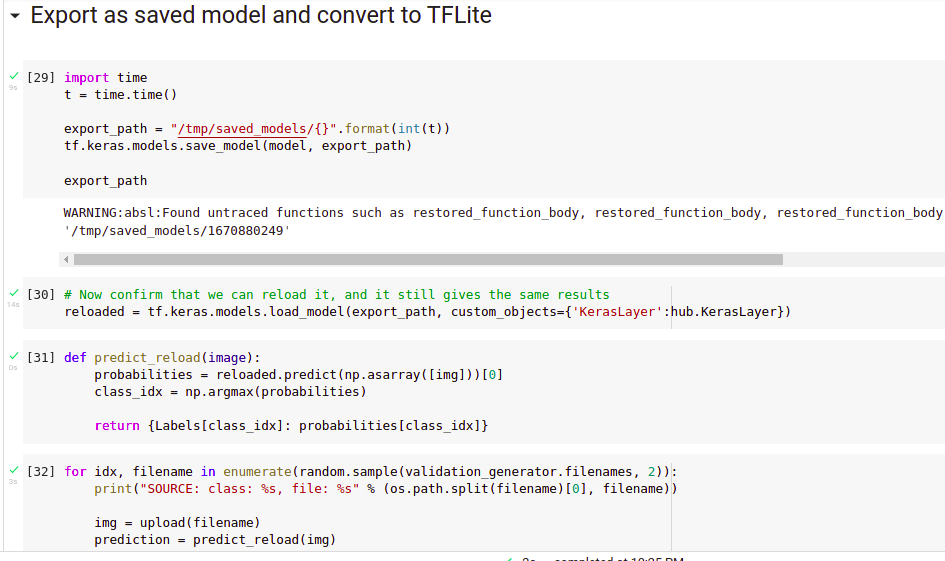 Export as saved model and convert to TFLite
[29] import time
9s
t = time.time()
export_path = "/tmp/saved_models/{}".format(int(t))
tf.keras.models.save_model(model, export_path)
export_path
WARNING:absl:Found untraced functions such as restored_function_body, restored_function_body, restored_function_body
'/tmp/saved_models/1670880249'
[30] # Now confirm that we can reload it, and it still gives the same results
14s
reloaded = tf.keras.models.load_model(export_path, custom_objects={'KerasLayer':hub.KerasLayer})
[31] def predict_reload(image):
0s
probabilities = reloaded.predict(np.asarray([img]))[0]
class_idx = np.argmax(probabilities)
return {Labels[class_idx]: probabilities[class_idx]}
[32] for idx, filename in enumerate(random.sample(validation_generator.filenames, 2)):
3s
print("SOURCE: class: %s, file: %s" % (os.path.split(filename)[0], filename))
img = upload(filename)
prediction = predict_reload(img)
completed at 10:25 PM